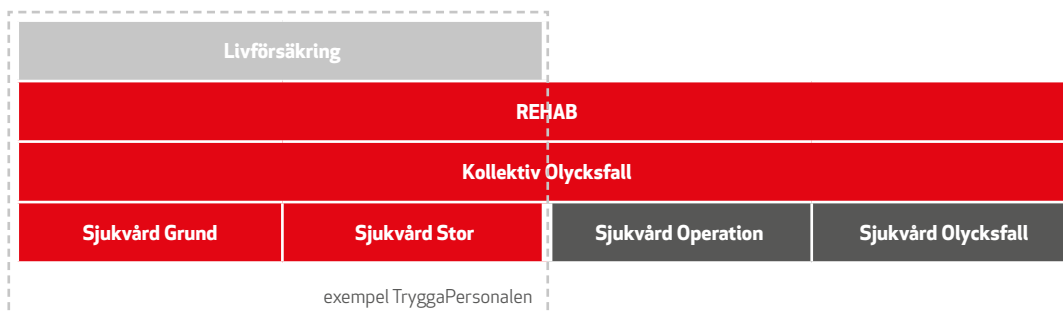 Livförsäkring
REHAB
Kollektiv Olycksfall
Sjukvård Grund
Sjukvård Stor
Sjukvård Operation
Sjukvård Olycksfall
exempel TryggaPersonalen